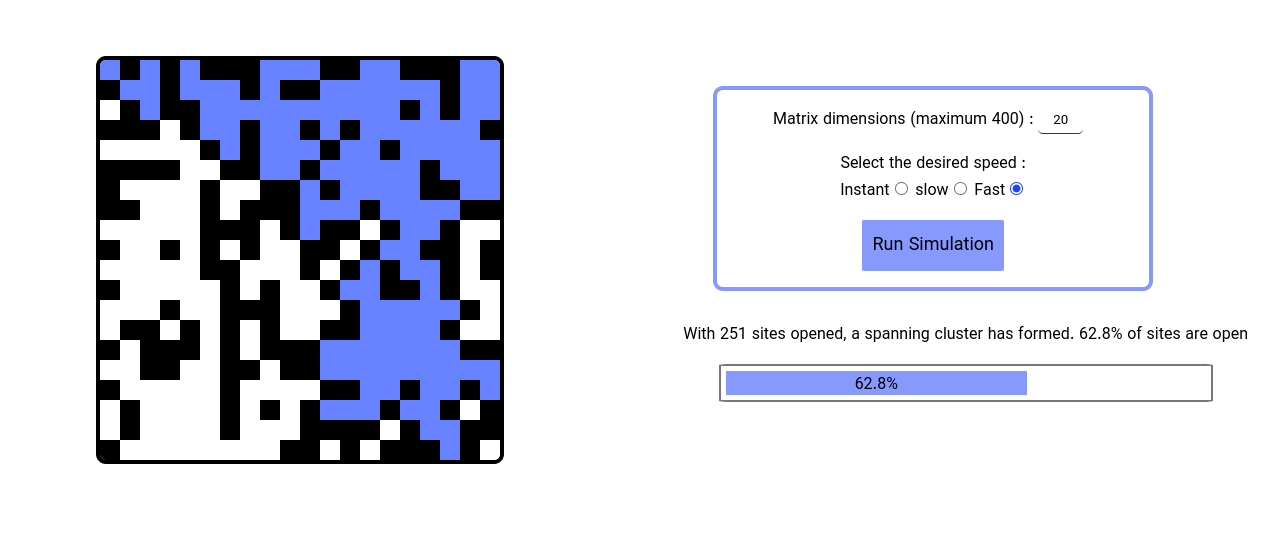 Matrix dimensions (maximum 400) : 20
Select the desired speed :
Instant slow Fast
Run Simulation
With 251 sites opened, a spanning cluster has formed. 62.8% of sites are open
62.8%